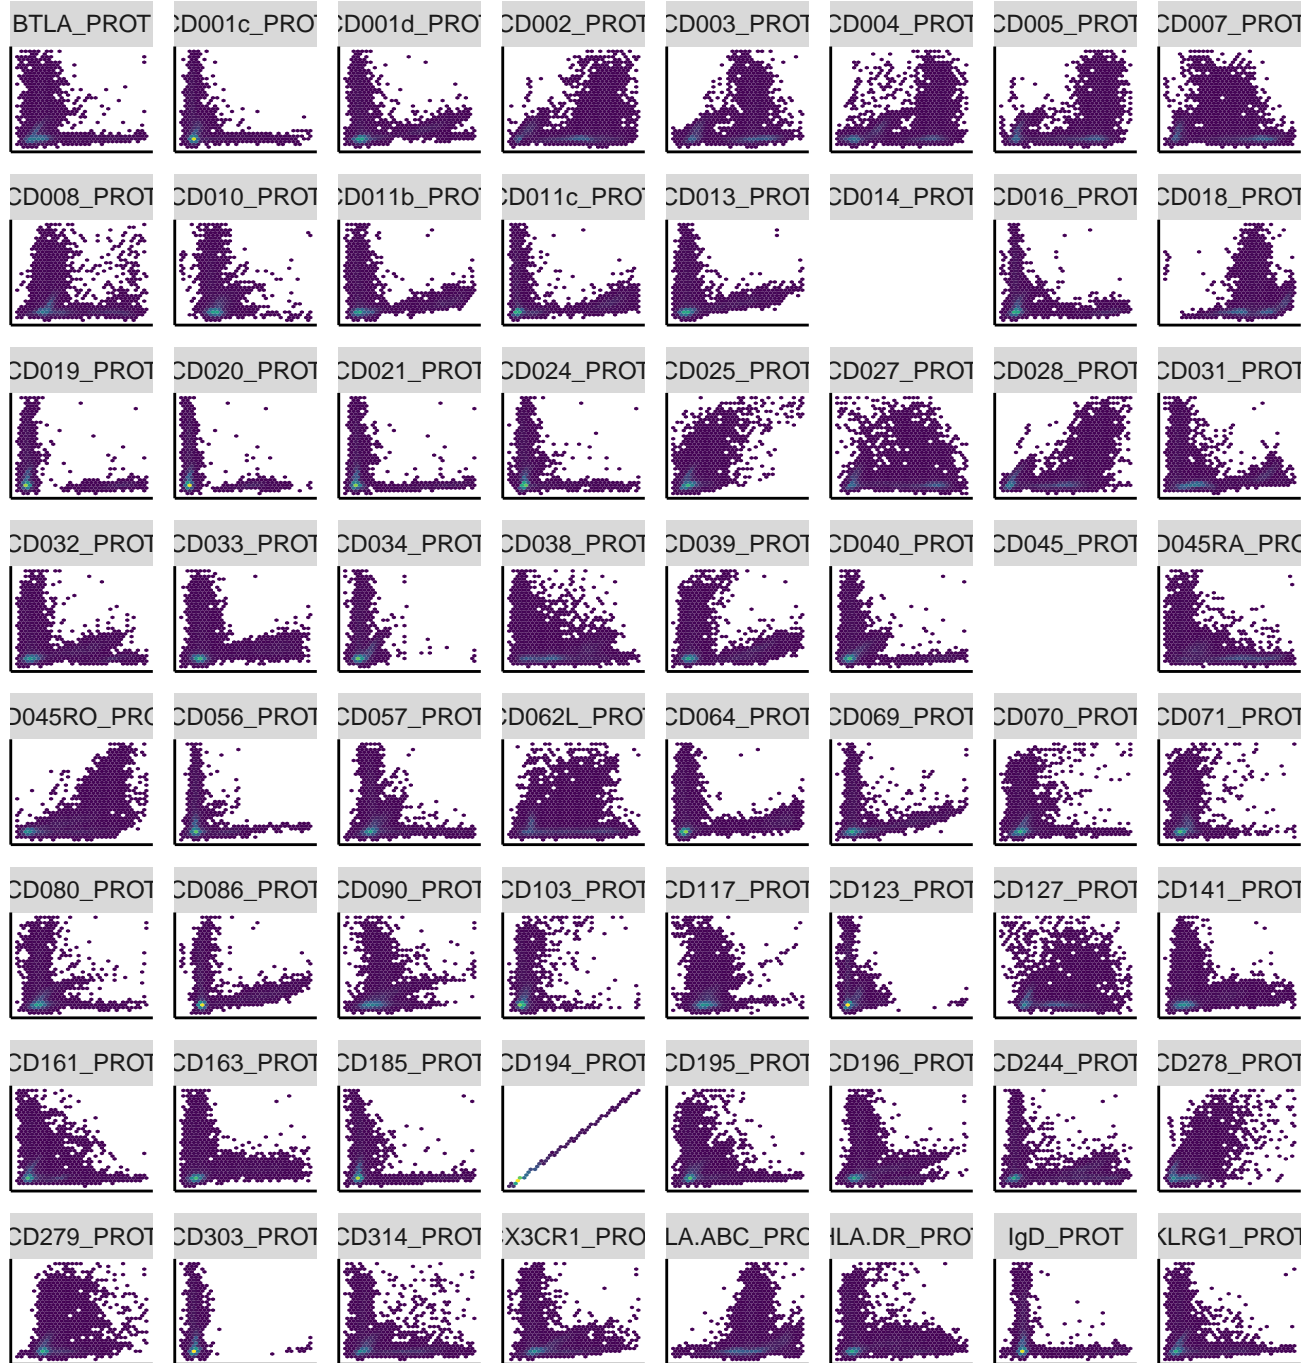 BTLA_PROT CD001c_PROT CD001d_PROT CD002_PROT CD003_PROT CD004_PROT CD005_PROT CD007_PROT
CD008_PROT CD010_PROT CD011b_PROT CD011c_PROT CD013_PROT CD014_PROT CD016_PROT CD018_PROT
CD019_PROT CD020_PROT CD021_PROT CD024_PROT CD025_PROT CD027_PROT CD028_PROT CD031_PROT
CD032_PROT CD033_PROT CD034_PROT CD038_PROT CD039_PROT CD040_PROT CD045_PROT D045RA_PRO
D045RO_PRO CD056_PROT CD057_PROT CD062L_PROT CD064_PROT CD069_PROT CD070_PROT CD071_PROT
CD080_PROT CD086_PROT CD090_PROT CD103_PROT CD117_PROT CD123_PROT CD127_PROT CD141_PROT
CD161_PROT CD163_PROT CD185_PROT CD194_PROT CD195_PROT CD196_PROT CD244_PROT CD278_PROT
CD279_PROT CD303_PROT CD314_PROT CX3CR1_PRO LA.ABC_PRO HLA.DR_PROT IgD_PROT KLRG1_PROT